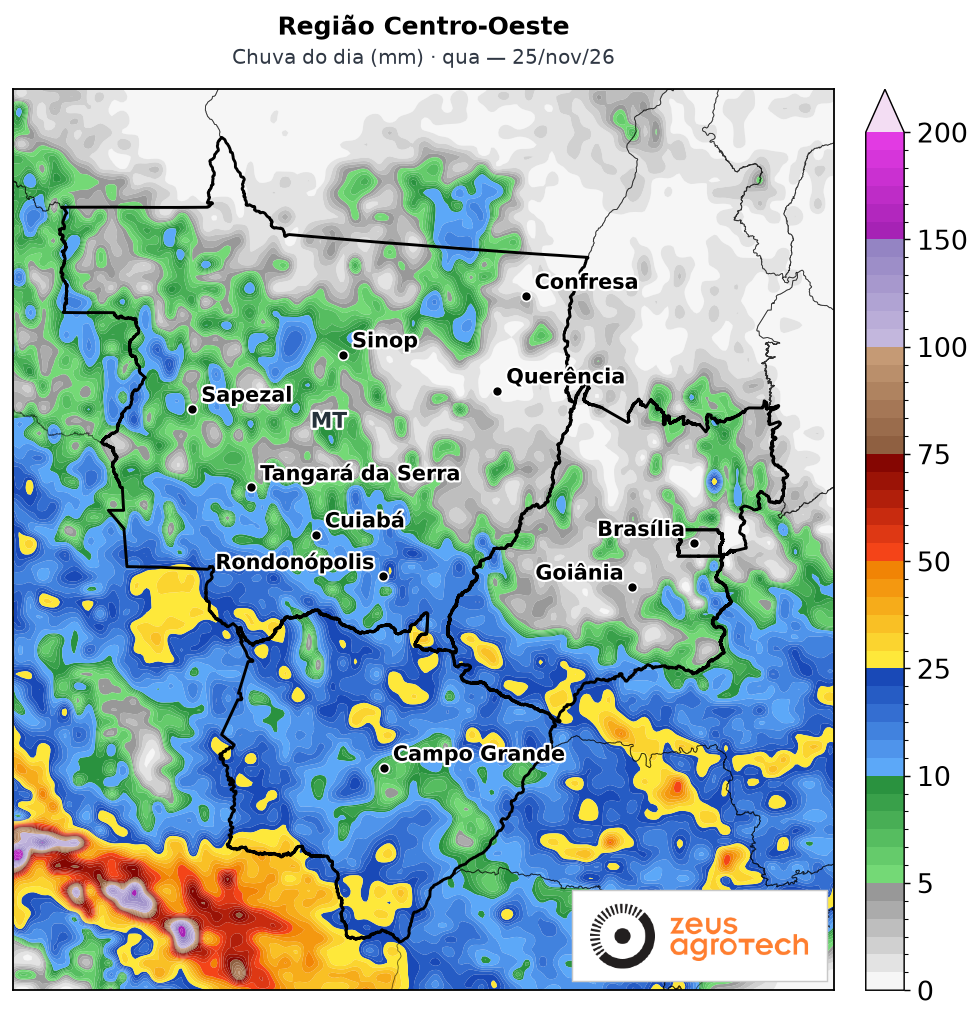 Região Centro-Oeste
Chuva do dia (mm) · qua — 25/nov/26
Confresa
Sinop
Querência
Sapezal
MT
Tangará da Serra
Cuiabá
Brasília
Rondonópolis
Goiânia
Campo Grande
zeus
agrotech
200
150
100
75
50
25
10
5
0